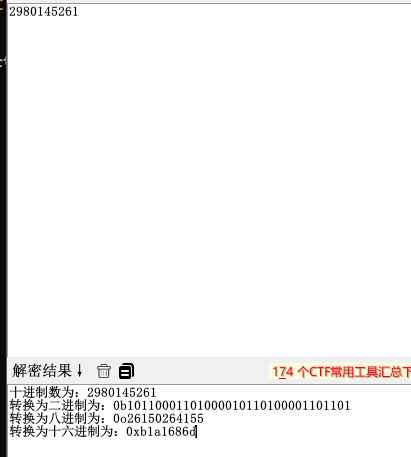 2980145261
解密结果↓
174 个CTF常用工具汇总下
十进制数为：2980145261
转换为二进制为：0b10110001101000010110100001101101
转换为八进制为：0o26150264155
转换为十六进制为：0xb1a1686d